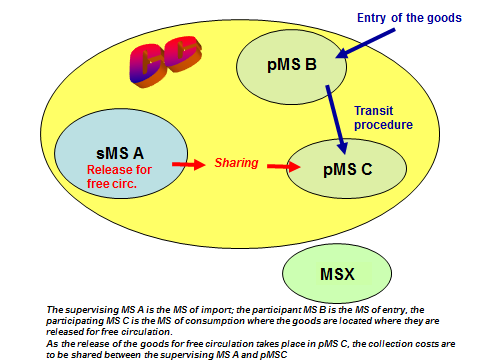 Entry of the goods
pMS B
Transit
procedure
sMS A
Release for
free circ.
Sharing
pMS C
MSX
The supervising MS A is the MS of import; the participant MS B is the MS of entry, the
participating MS C is the MS of consumption where the goods are located where they are
released for free circulation.
As the release of the goods for free circulation takes place in pMS C, the collection costs are
to be shared between the supervising MS A and pMSC